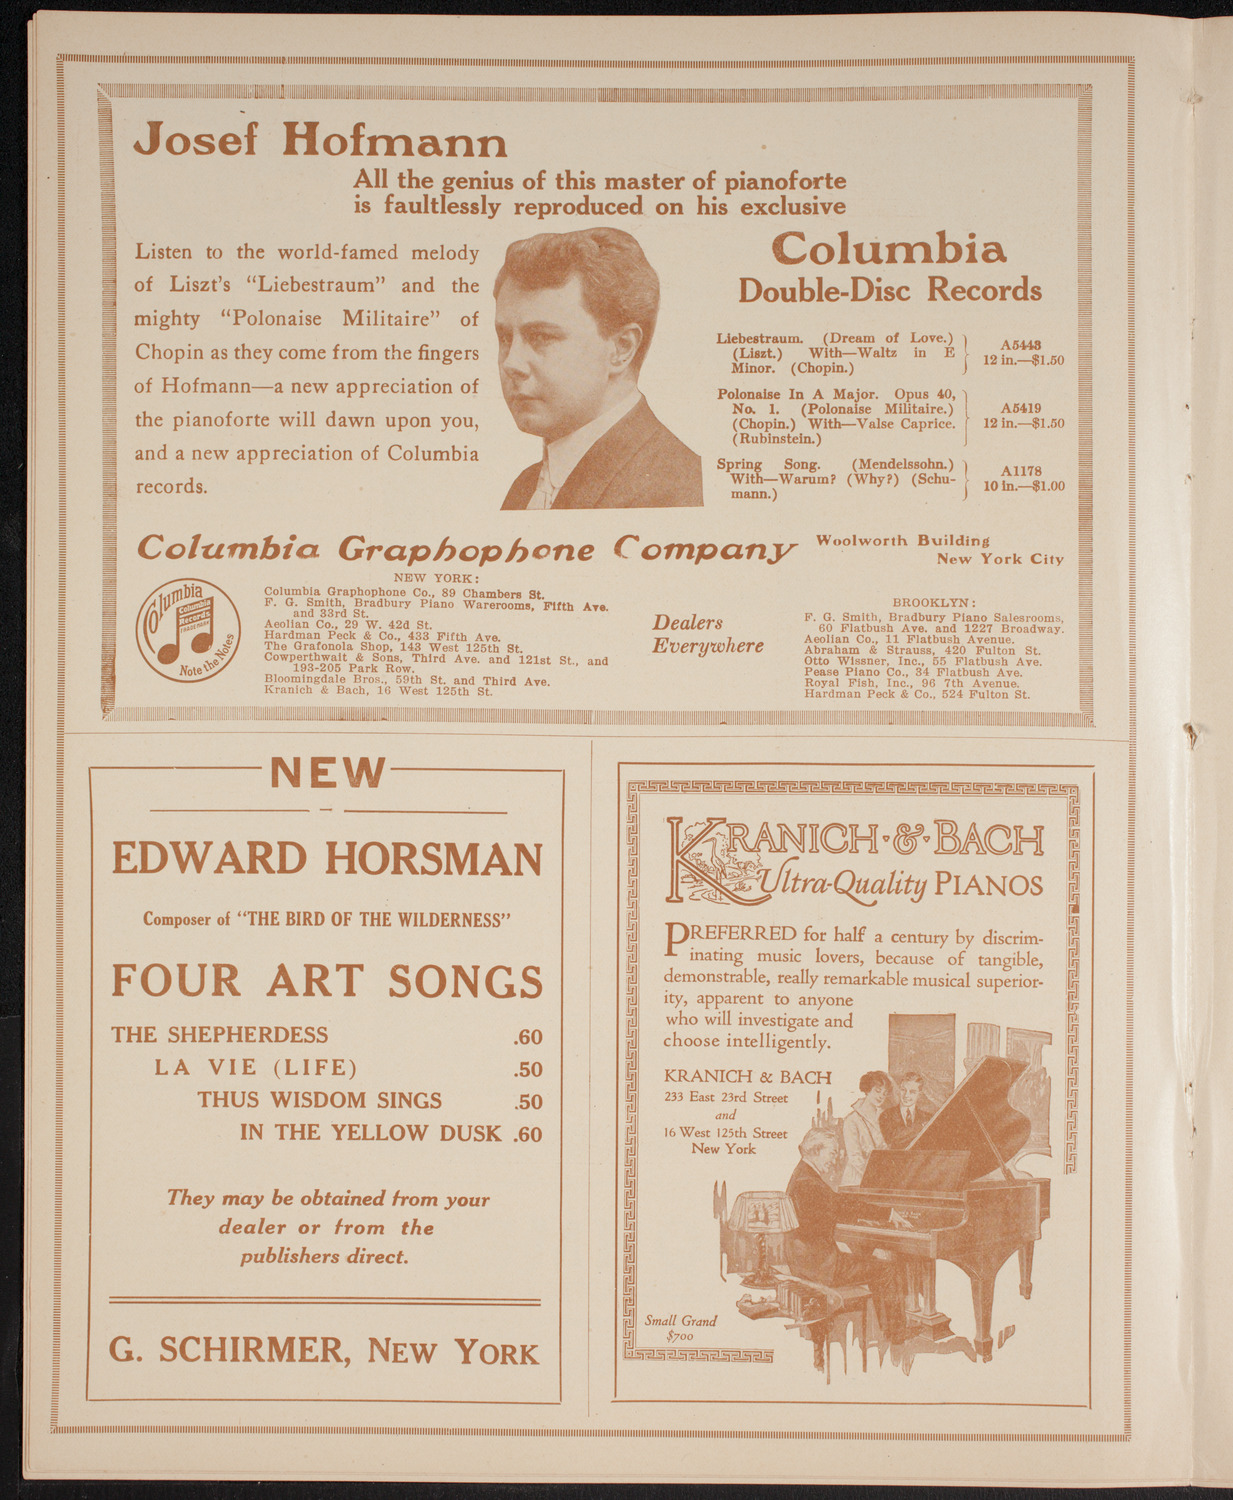 Josef Hofmann
All the genius of this master of pianoforte
is faultlessly reproduced on his exclusive
Listen to the world-famed melody
of Liszt's "Liebestraum" and the
mighty "Polonaise Militaire" of
Chopin as they come from the fingers
of Hofmann—a new appreciation of
the pianoforte will dawn upon you,
and a new appreciation of Columbia
records.
Columbia
Double-Disc Records
Liebestraum. (Dream of Love.)
(Liszt.) With—Waltz in E
Minor. (Chopin.)
A5448
12 in.—$1.50
Polonaise In A Major. Opus 40,
No. 1. (Polonaise Militaire.)
(Chopin.) With—Valse Caprice.
(Rubinstein.)
A5419
12 in.—$1.50
Spring Song. (Mendelssohn.)
With—Warum? (Why?) (Schu-
mann.)
A1178
10 in.—$1.00
Columbia Graphophone Company
Woolworth Building
New York City
Columbia
Columbia
Records
TRADE MARK
Note the Notes
NEW YORK:
Columbia Graphophone Co., 89 Chambers St.
F. G. Smith, Bradbury Piano Warerooms, Fifth Ave.
and 33rd St.
Aeolian Co., 29 W. 42d St.
Hardman Peck & Co., 433 Fifth Ave.
The Grafonola Shop, 143 West 125th St.
Cowperthwait & Sons, Third Ave. and 121st St., and
193-205 Park Row.
Bloomingdale Bros., 59th St. and Third Ave.
Kranich & Bach, 16 West 125th St.
Dealers
Everywhere
BROOKLYN:
F. G. Smith, Bradbury Piano Salesrooms,
60 Flatbush Ave. and 1227 Broadway.
Aeolian Co., 11 Flatbush Avenue.
Abraham & Strauss, 420 Fulton St.
Otto Wissner, Inc., 55 Flatbush Ave.
Pease Piano Co., 34 Flatbush Ave.
Royal Fish, Inc., 96 7th Avenue.
Hardman Peck & Co., 524 Fulton St.
NEW
EDWARD HORSMAN
Composer of "THE BIRD OF THE WILDERNESS"
FOUR ART SONGS
THE SHEPHERDESS .60
LA VIE (LIFE) .50
THUS WISDOM SINGS .50
IN THE YELLOW DUSK .60
They may be obtained from your
dealer or from the
publishers direct.
G. SCHIRMER, NEW YORK
KRANICH·&·BACH
Ultra-Quality PIANOS
PREFERRED for half a century by discrim-
inating music lovers, because of tangible,
demonstrable, really remarkable musical superior-
ity, apparent to anyone
who will investigate and
choose intelligently.
KRANICH & BACH
233 East 23rd Street
and
16 West 125th Street
New York
Small Grand
$700